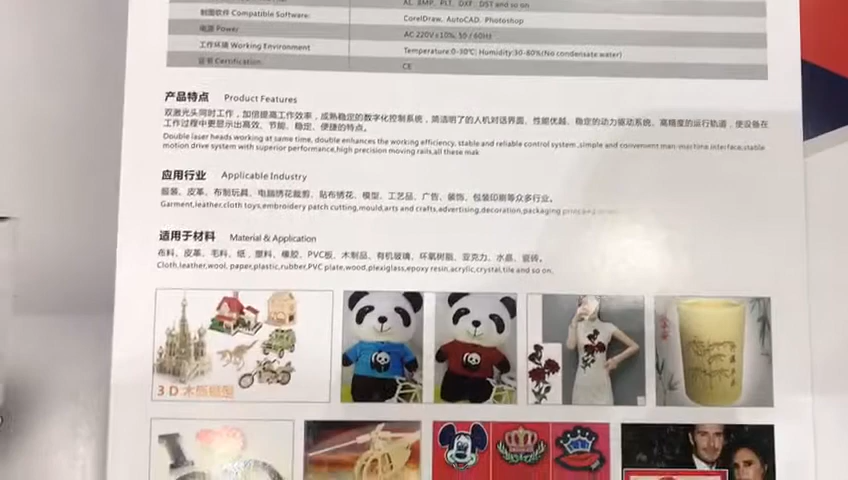 AI, BMP, PLT, DXF, DST and so on
制图软件 Compatible Software: CorelDraw, AutoCAD, Photoshop
电源 Power AC 220V±10%, 50 / 60Hz
工作环境 Working Environment Temperature:0-30℃| Humidity:30-80%(No condensate water)
证书 Certification CE
产品特点 Product Features
双激光头同时工作，加倍提高工作效率，成熟稳定的数字化控制系统，简洁明了的人机对话界面，性能优越、稳定的动力驱动系统、高精度的运行轨道，使设备在
工作过程中更显示出高效、节能、稳定、便捷的特点。
Double laser heads working at same time, double enhances the working efficiency, stable and reliable control system ,simple and convenient man-machine interface,stable
motion drive system with superior performance,high precision moving rails,all these mak
应用行业 Applicable Industry
服装、皮革、布制玩具、电脑绣花裁剪、贴布绣花、模型、工艺品、广告、装饰、包装印刷等众多行业。
Garment,leather,cloth toys,embroidery patch cutting,mould,arts and crafts,advertising,decoration,packaging
适用于材料 Material & Application
布料、皮革、毛料、纸、塑料、橡胶、PVC板、木制品、有机玻璃、环氧树脂、亚克力、水晶、瓷砖。
Cloth,leather,wool, paper,plastic,rubber,PVC plate,wood,plexiglass,epoxy resin,acrylic,crystal,tile and so on.
3D木质模型
I